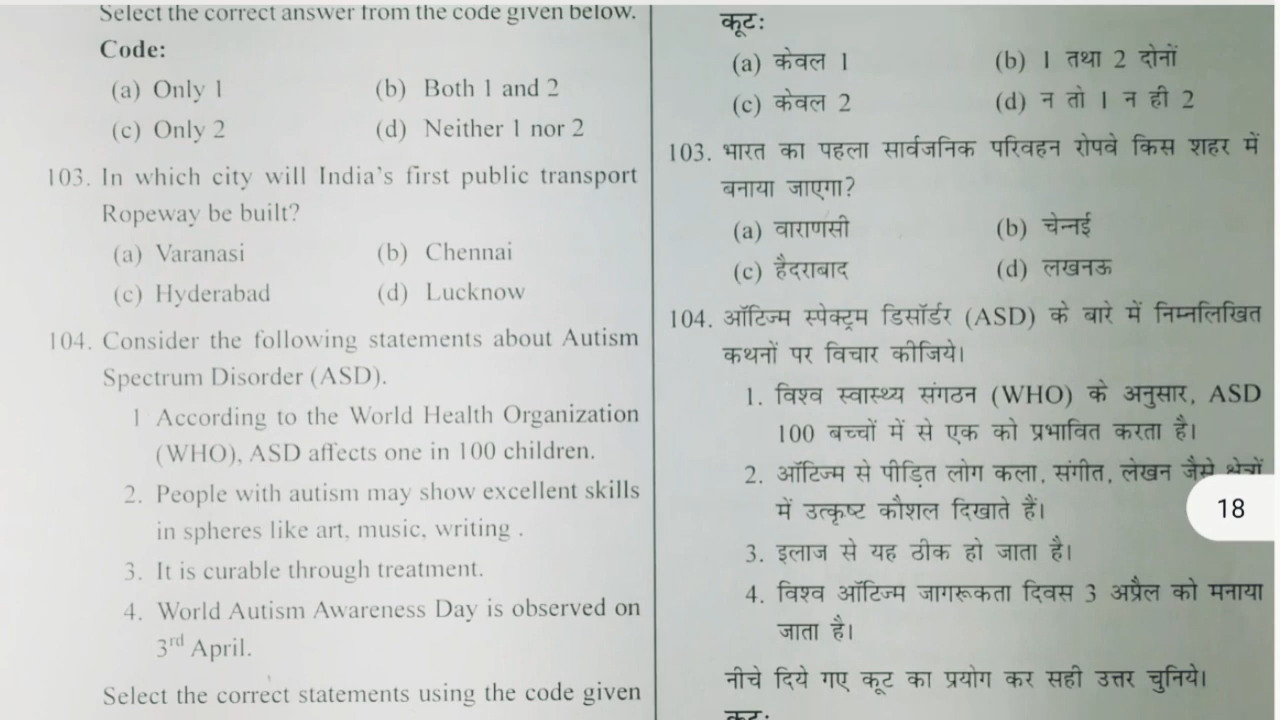 Select the correct answer from the code given below.
Code:
(a) Only 1 (b) Both 1 and 2
(c) Only 2 (d) Neither 1 nor 2
103. In which city will India's first public transport
Ropeway be built?
(a) Varanasi (b) Chennai
(c) Hyderabad (d) Lucknow
104. Consider the following statements about Autism
Spectrum Disorder (ASD).
1 According to the World Health Organization
(WHO), ASD affects one in 100 children.
2. People with autism may show excellent skills
in spheres like art, music, writing .
3. It is curable through treatment.
4. World Autism Awareness Day is observed on
3rd April.
Select the correct statements using the code given
कूट:
(a) केवल 1 (b) 1 तथा 2 दोनों
(c) केवल 2 (d) न तो 1 न ही 2
103. भारत का पहला सार्वजनिक परिवहन रोपवे किस शहर में
बनाया जाएगा?
(a) वाराणसी (b) चेन्नई
(c) हैदराबाद (d) लखनऊ
104. ऑटिज्म स्पेक्ट्रम डिसॉर्डर (ASD) के बारे में निम्नलिखित
कथनों पर विचार कीजिये।
1. विश्व स्वास्थ्य संगठन (WHO) के अनुसार, ASD
100 बच्चों में से एक को प्रभावित करता है।
2. ऑटिज्म से पीड़ित लोग कला, संगीत, लेखन जैसे क्षेत्रों
में उत्कृष्ट कौशल दिखाते हैं।
3. इलाज से यह ठीक हो जाता है।
4. विश्व ऑटिज्म जागरूकता दिवस 3 अप्रैल को मनाया
जाता है।
नीचे दिये गए कूट का प्रयोग कर सही उत्तर चुनिये।
कूट:
18